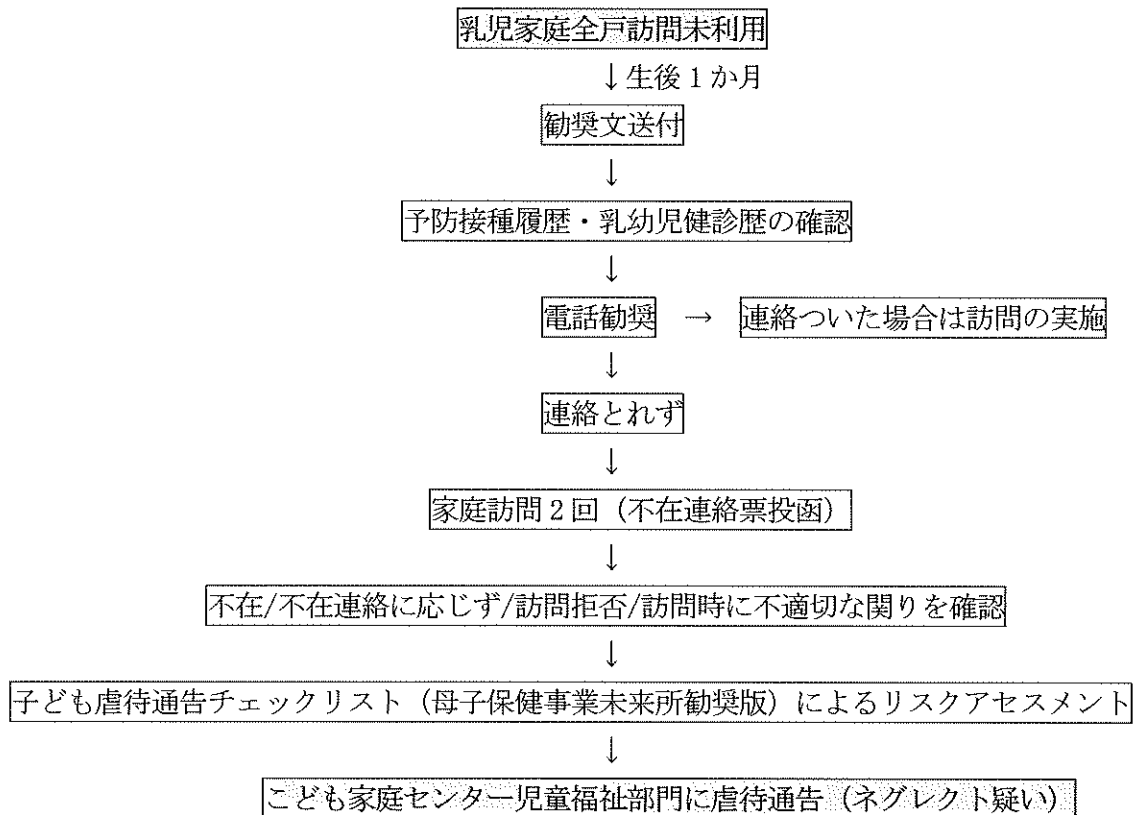 乳児家庭全戸訪問未利用
↓生後1か月
勧奨文送付
↓
予防接種履歴・乳幼児健診歴の確認
↓
電話勧奨 → 連絡ついた場合は訪問の実施
↓
連絡とれず
↓
家庭訪問2回（不在連絡票投函）
↓
不在/不在連絡に応じず/訪問拒否/訪問時に不適切な関りを確認
↓
子ども虐待通告チェックリスト（母子保健事業未来所勧奨版）によるリスクアセスメント
↓
こども家庭センター児童福祉部門に虐待通告（ネグレクト疑い）